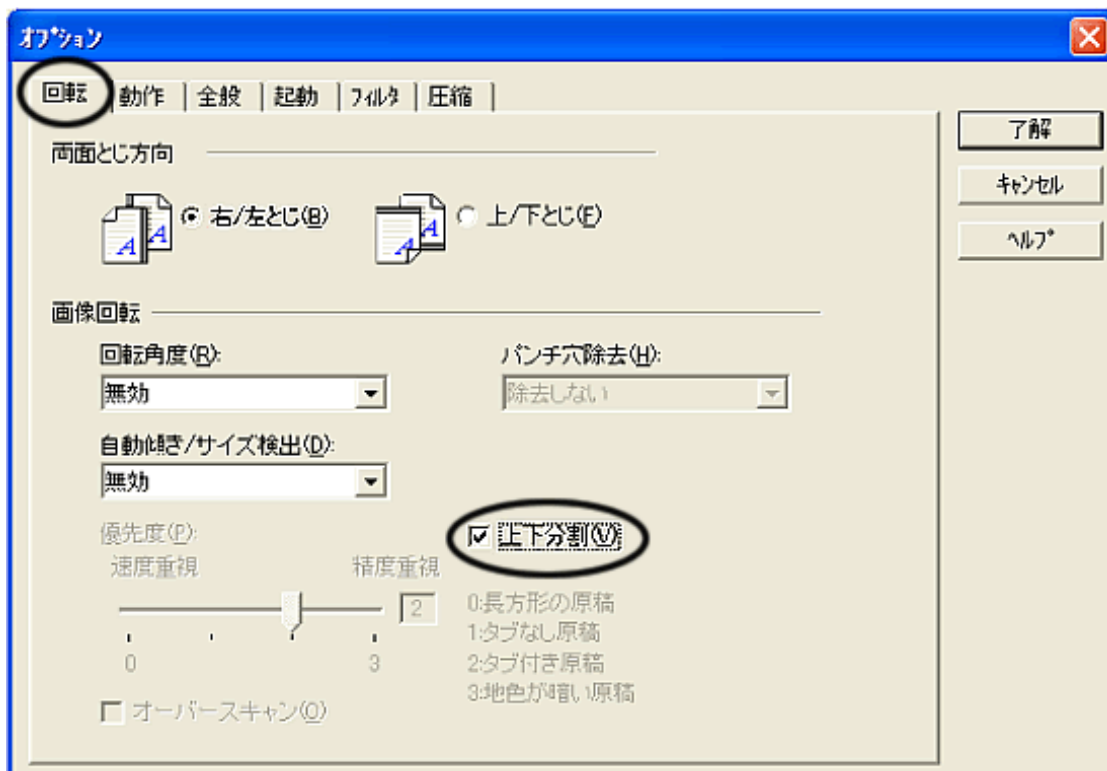 オプション
回転 動作 全般 起動 フィルタ 圧縮
了解
キャンセル
ヘルプ
両面とじ方向
右/左とじ(B) 上/下とじ(E)
画像回転
回転角度(R): パンチ穴除去(H):
無効 除去しない
自動傾き/サイズ検出(D):
無効
優先度(P): 上下分割(V)
速度重視 精度重視
2 0:長方形の原稿
1:タブなし原稿
0 3 2:タブ付き原稿
3:地色が暗い原稿
オーバースキャン(O)